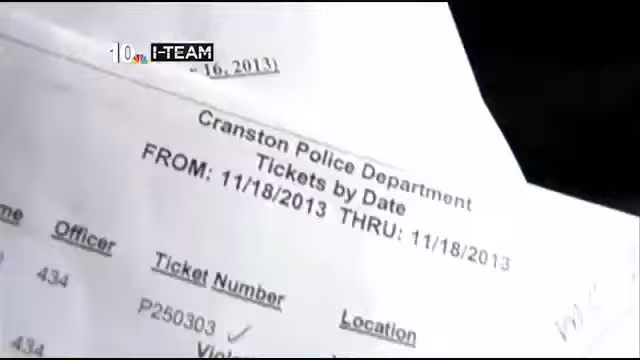 10 I-TEAM
16, 2013)
Cranston Police Department
Tickets by Date
FROM: 11/18/2013 THRU: 11/18/2013
Officer Ticket Number Location
434 P250303
434